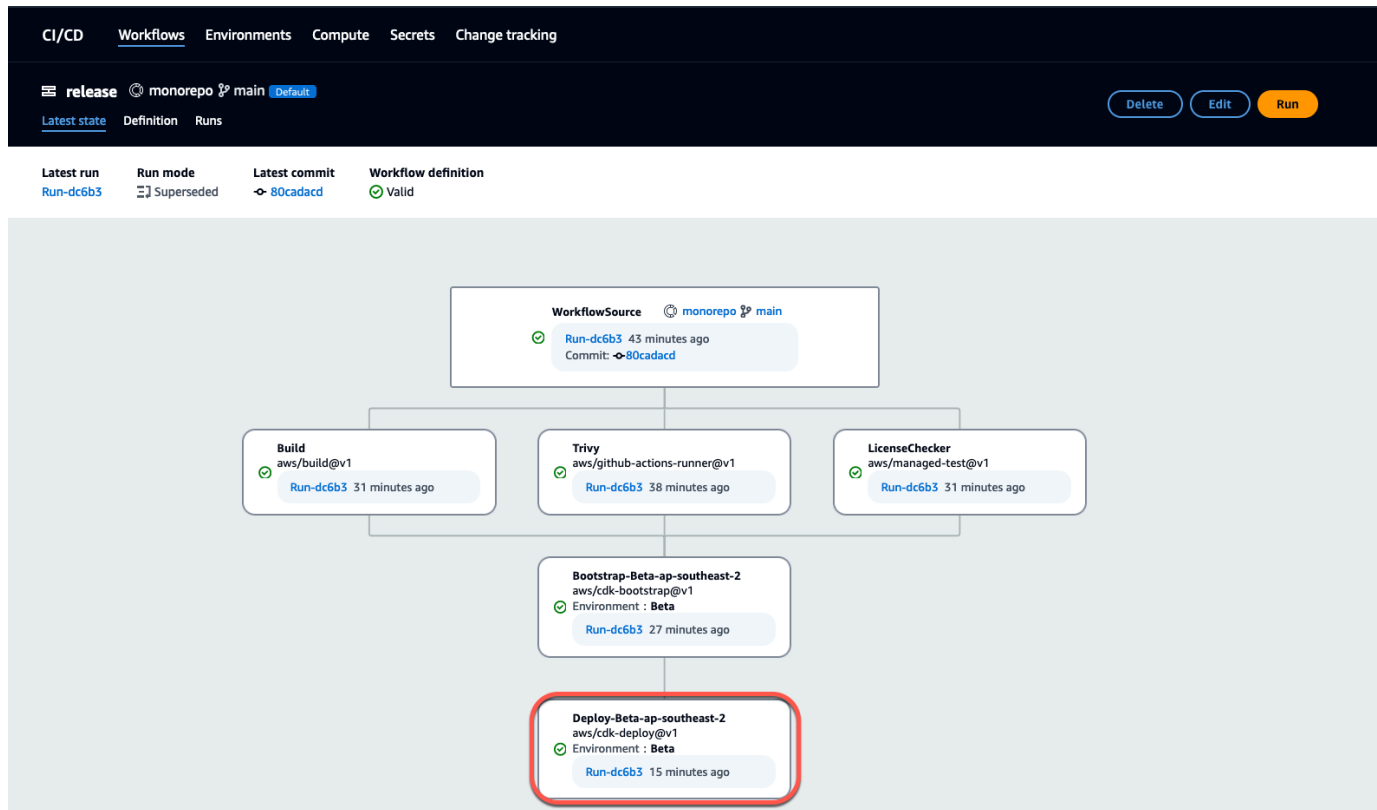 CI/CD Workflows Environments Compute Secrets Change tracking
release monorepo main Default
Delete Edit Run
Latest state Definition Runs
Latest run Run mode Latest commit Workflow definition
Run-dc6b3 Superseded 80cadacd Valid
WorkflowSource monorepo main
Run-dc6b3 43 minutes ago
Commit: 80cadacd
Build
aws/build@v1
Run-dc6b3 31 minutes ago
Trivy
aws/github-actions-runner@v1
Run-dc6b3 38 minutes ago
LicenseChecker
aws/managed-test@v1
Run-dc6b3 31 minutes ago
Bootstrap-Beta-ap-southeast-2
aws/cdk-bootstrap@v1
Environment : Beta
Run-dc6b3 27 minutes ago
Deploy-Beta-ap-southeast-2
aws/cdk-deploy@v1
Environment : Beta
Run-dc6b3 15 minutes ago